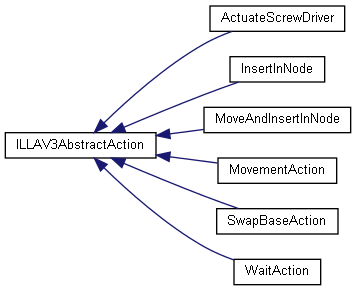 ActuateScrewDriver
InsertInNode
MoveAndInsertInNode
ILLAV3AbstractAction
MovementAction
SwapBaseAction
WaitAction